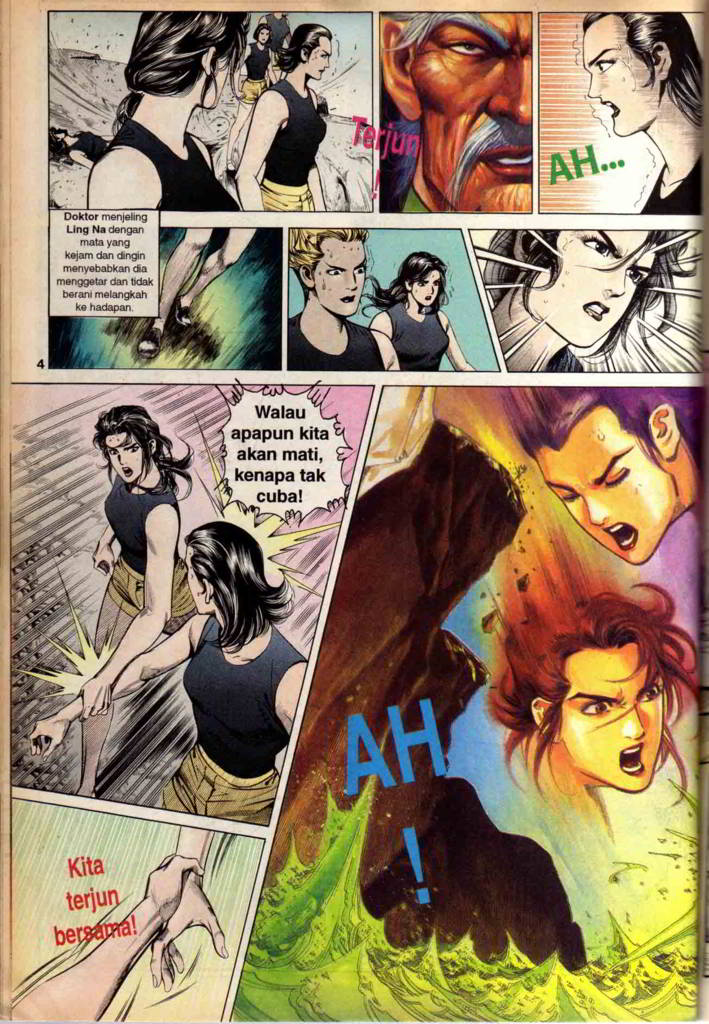 Terjun
!
AH...
Doktor menjeling
Ling Na dengan
mata yang
kejam dan dingin
menyebabkan dia
menggetar dan tidak
berani melangkah
ke hadapan.
4
Walau
apapun kita
akan mati,
kenapa tak
cuba!
Kita
terjun
bersama!
AH
!